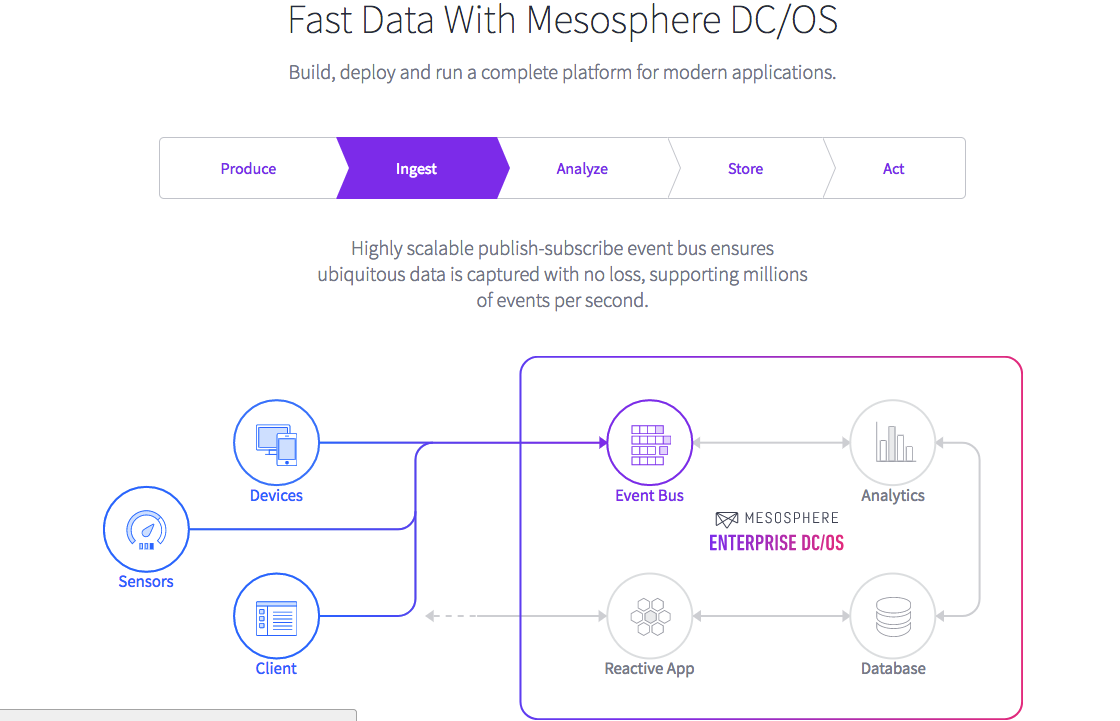 Fast Data With Mesosphere DC/OS
Build, deploy and run a complete platform for modern applications.
Produce
Ingest
Analyze
Store
Act
Highly scalable publish-subscribe event bus ensures
ubiquitous data is captured with no loss, supporting millions
of events per second.
Devices
Event Bus
Analytics
MESOSPHERE
ENTERPRISE DC/OS
Sensors
Client
Reactive App
Database